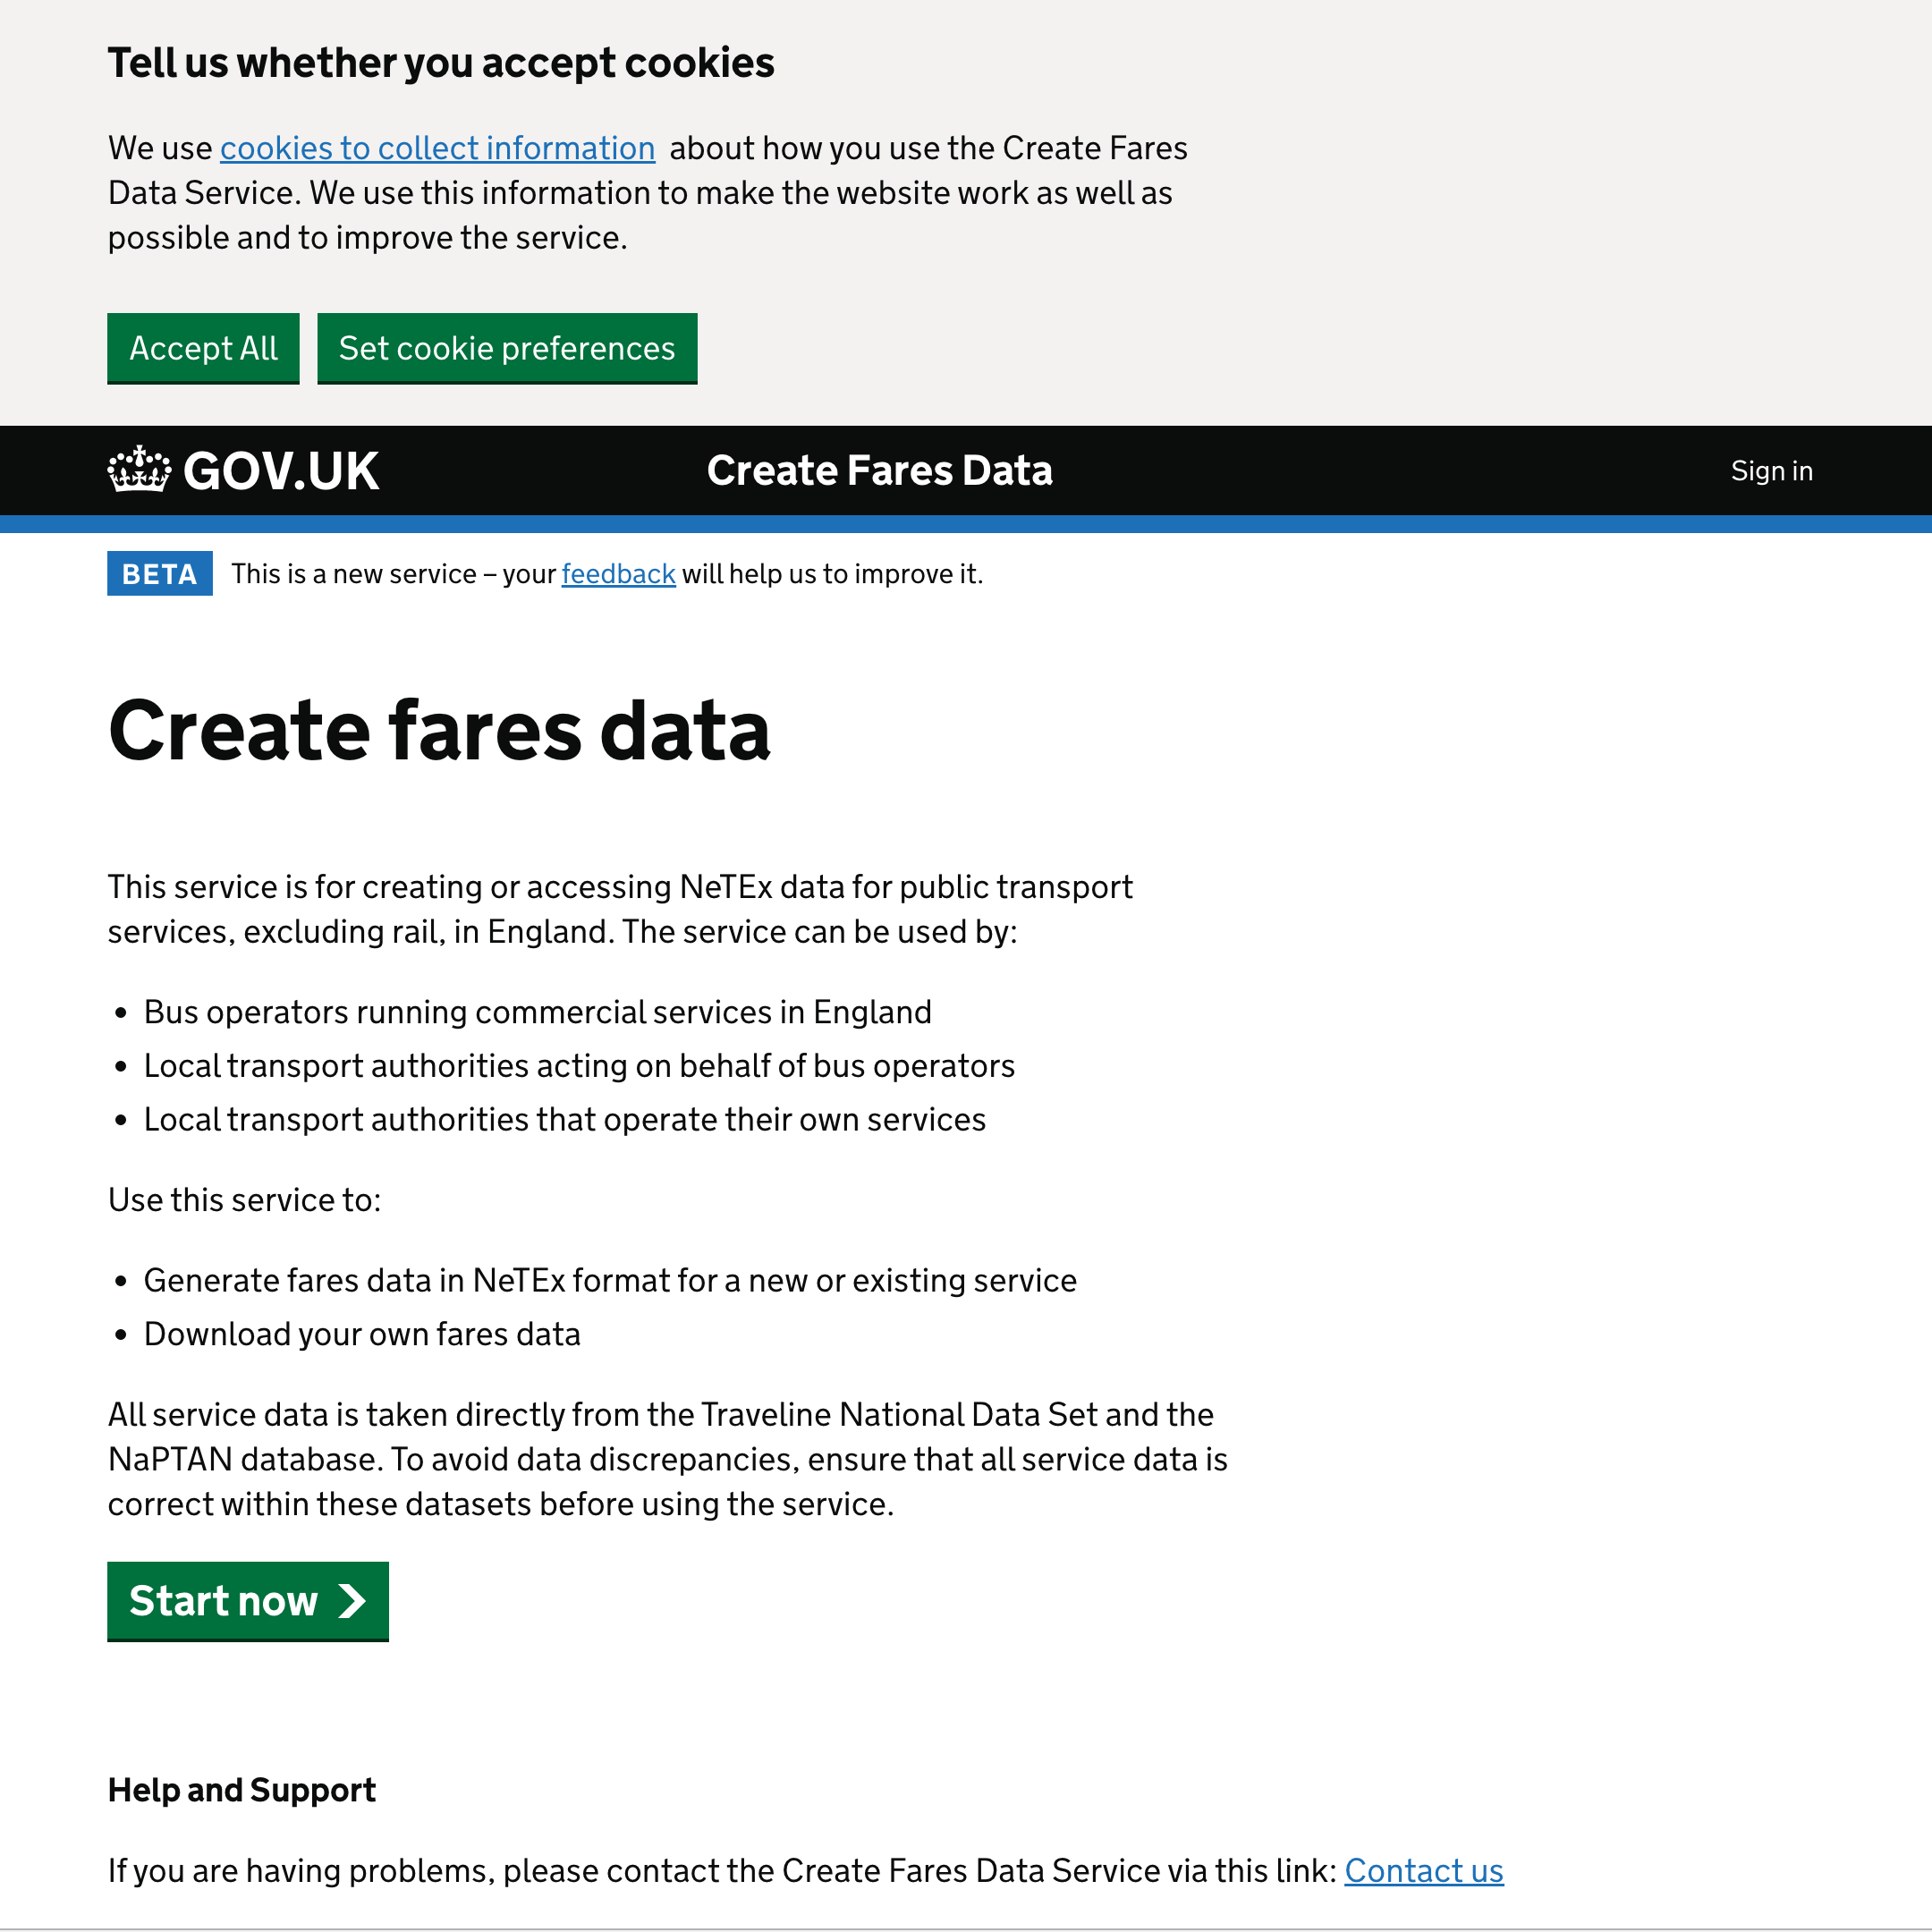 Tell us whether you accept cookies
We use cookies to collect information about how you use the Create Fares
Data Service. We use this information to make the website work as well as
possible and to improve the service.
Accept All
Set cookie preferences
GOV.UK
Create Fares Data
Sign in
BETA
This is a new service – your feedback will help us to improve it.
Create fares data
This service is for creating or accessing NeTEx data for public transport
services, excluding rail, in England. The service can be used by:
• Bus operators running commercial services in England
• Local transport authorities acting on behalf of bus operators
• Local transport authorities that operate their own services
Use this service to:
• Generate fares data in NeTEx format for a new or existing service
• Download your own fares data
All service data is taken directly from the Traveline National Data Set and the
NaPTAN database. To avoid data discrepancies, ensure that all service data is
correct within these datasets before using the service.
Start now
Help and Support
If you are having problems, please contact the Create Fares Data Service via this link: Contact us